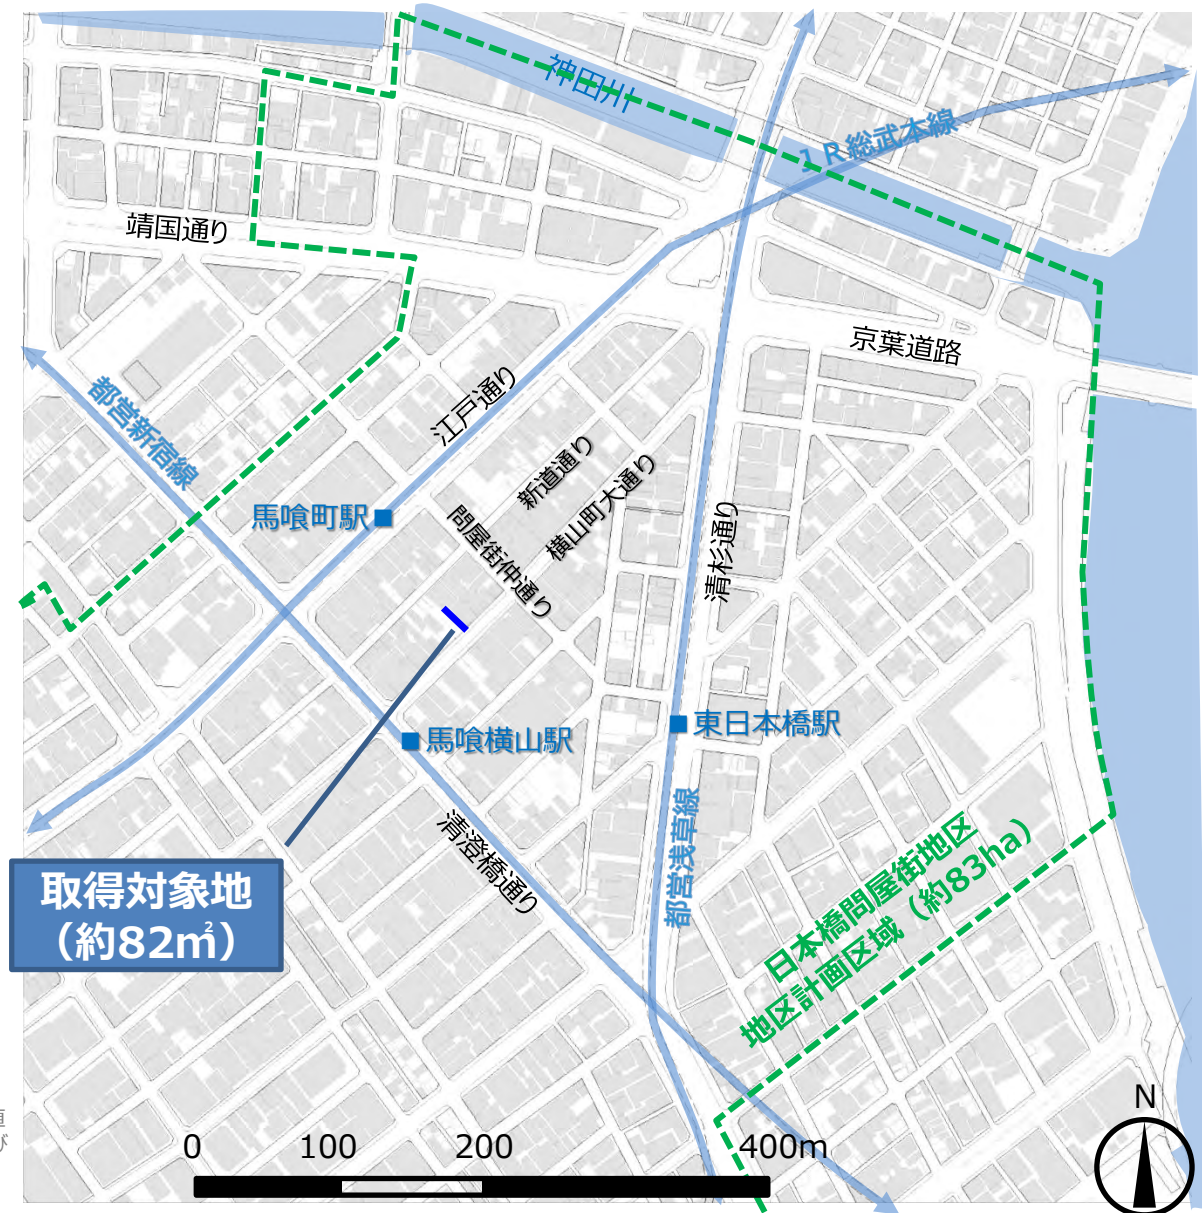 神田川
JR総武本線
靖国通り
京葉道路
都営新宿線
江戸通り
新道通り
横山町大通り
馬喰町駅
問屋街仲通り
清杉通り
東日本橋駅
馬喰横山駅
都営浅草線
清澄橋通り
取得対象地
（約82㎡）
日本橋問屋街地区
地区計画区域（約83ha）
N
0 100 200 400m
び